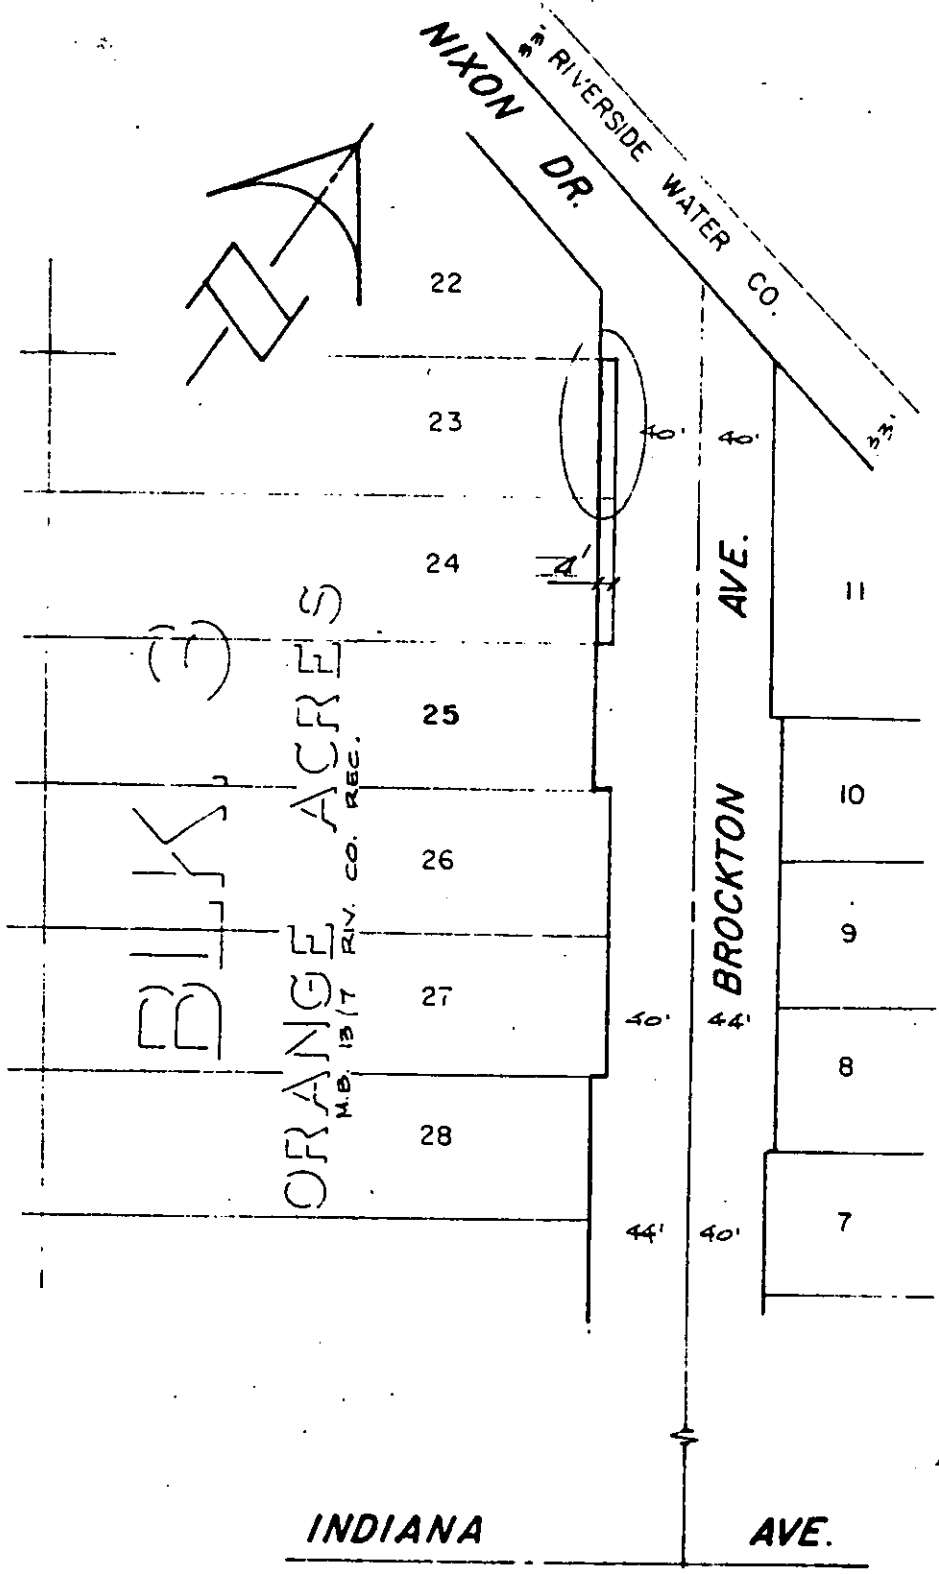 NIXON DR.
33' RIVERSIDE WATER CO. 33'
22
23
40' 40'
24
4'
11
25
BROCKTON AVE.
10
26
9
27
40' 44'
8
28
44' 40'
7
BLK. 3
ORANGE ACRES
M.B. 13/7 RIV. CO. REC.
N
INDIANA AVE.